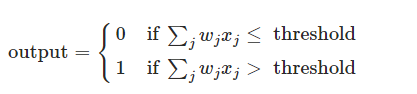 output = { 0 if ∑_j w_j x_j ≤ threshold
1 if ∑_j w_j x_j > threshold